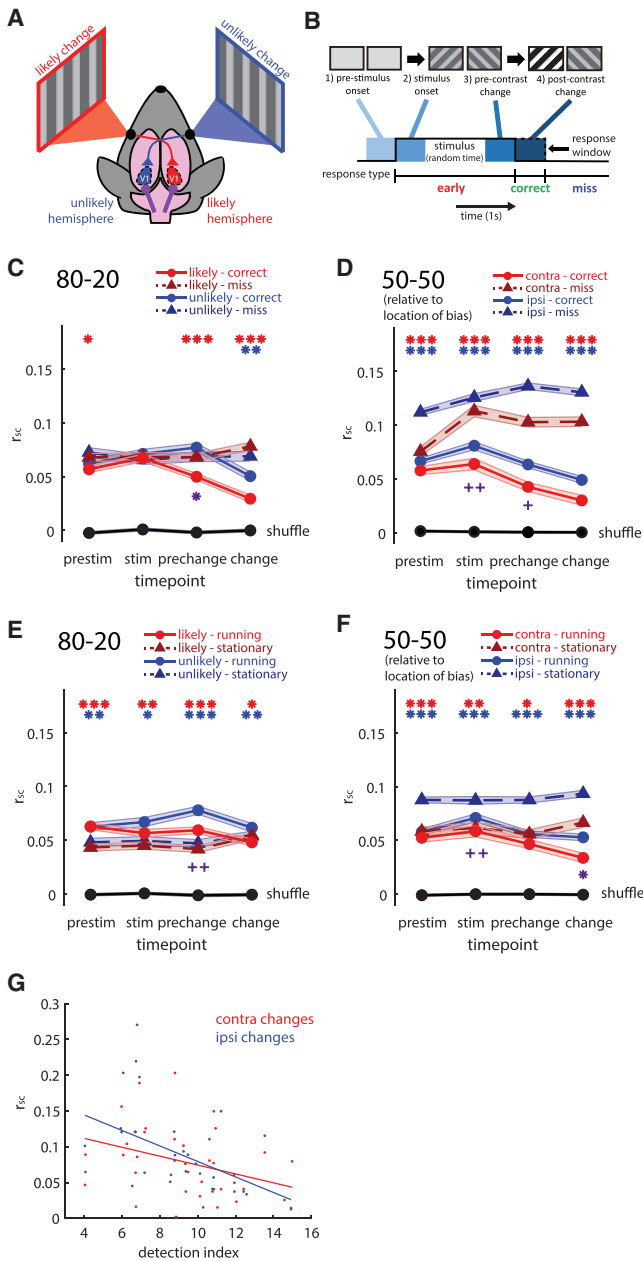 A
likely change
unlikely change
V1
V1
unlikely hemisphere
likely hemisphere
B
1) pre-stimulus onset
2) stimulus onset
3) pre-contrast change
4) post-contrast change
stimulus
(random time)
response window
response type
early
correct
miss
time (1s)
C
80-20
likely - correct
likely - miss
unlikely - correct
unlikely - miss
*
***
***
**
0.15
0.1
0.05
0
rsc
*
shuffle
prestim stim prechange change
timepoint
D
50-50
(relative to
location of bias)
contra - correct
contra - miss
ipsi - correct
ipsi - miss
*** *** *** ***
*** *** *** ***
0.15
0.1
0.05
0
rsc
++
+
shuffle
prestim stim prechange change
timepoint
E
80-20
likely - running
likely - stationary
unlikely - running
unlikely - stationary
*** ** *** *
** * *** **
0.15
0.1
0.05
0
rsc
++
shuffle
prestim stim prechange change
timepoint
F
50-50
(relative to
location of bias)
contra - running
contra - stationary
ipsi - running
ipsi - stationary
*** ** * ***
*** *** *** ***
0.15
0.1
0.05
0
rsc
++
*
shuffle
prestim stim prechange change
timepoint
G
0.3
0.25
0.2
0.15
0.1
0.05
0
rsc
contra changes
ipsi changes
4 6 8 10 12 14 16
detection index